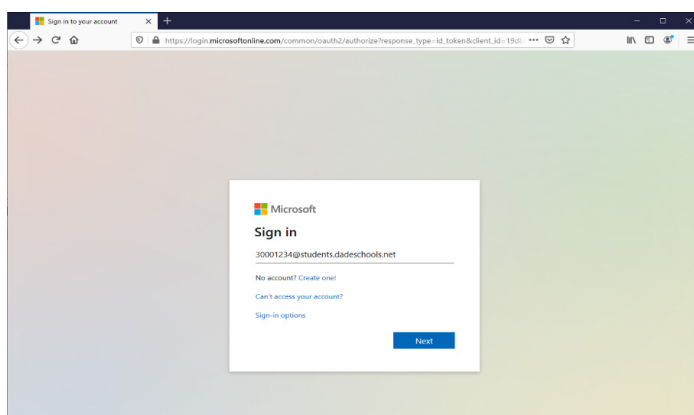 Sign in to your account
https://login.microsoftonline.com/common/oauth2/authorize?response_type=id_token&client_id=19d
Microsoft
Sign in
30001234@students.dadeschools.net
No account? Create one!
Can't access your account?
Sign-in options
Next